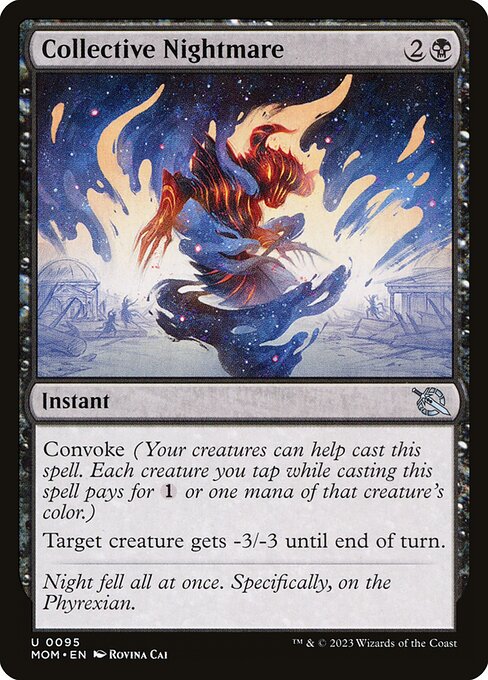 Collective Nightmare 2
Instant
Convoke (Your creatures can help cast this
spell. Each creature you tap while casting this
spell pays for 1 or one mana of that creature's
color.)
Target creature gets -3/-3 until end of turn.
Night fell all at once. Specifically, on the
Phyrexian.
U 0095
MOM • EN Rovina Cai
™ & © 2023 Wizards of the Coast